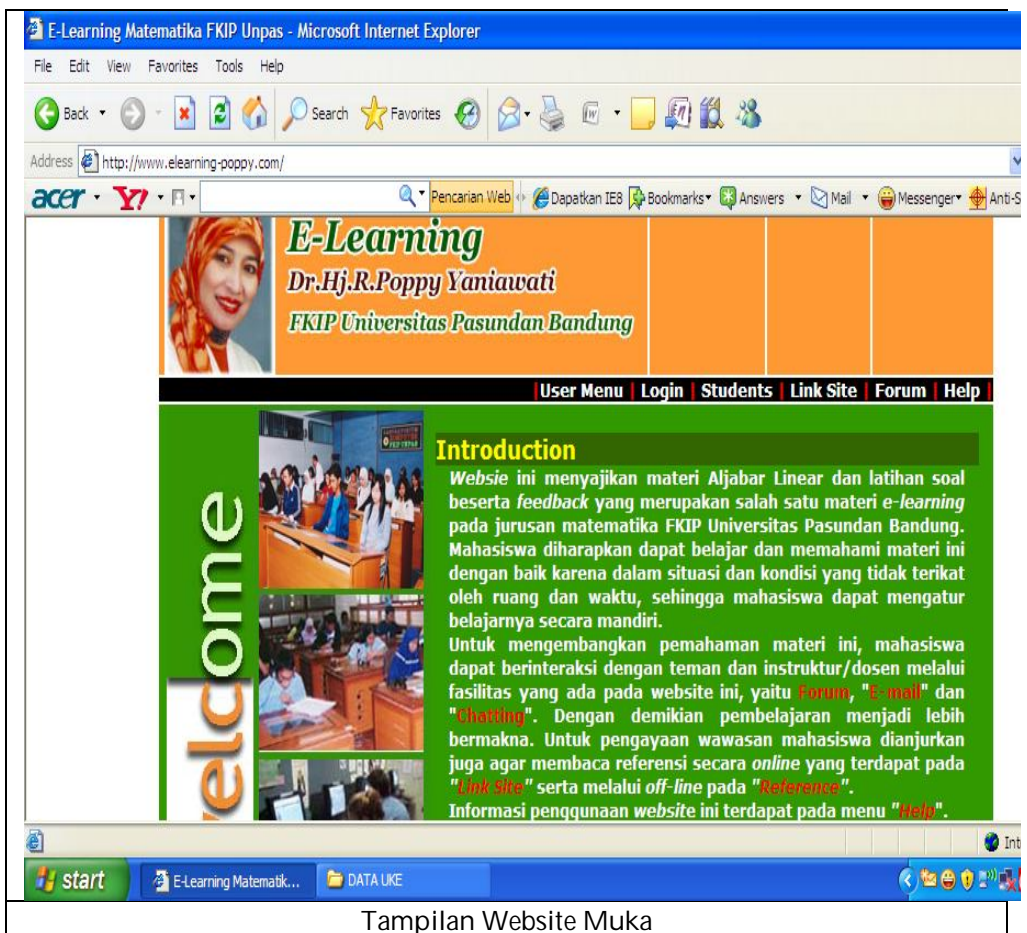 E-Learning Matematika FKIP Unpas - Microsoft Internet Explorer
File Edit View Favorites Tools Help
Back Search Favorites
Address http://www.elearning-poppy.com/
acer Y! Pencarian Web Dapatkan IE8 Bookmarks Answers Mail Messenger Anti-S
E-Learning
Dr.Hj.R.Poppy Yaniawati
FKIP Universitas Pasundan Bandung
|User Menu | Login | Students | Link Site | Forum | Help |
welcome
Introduction
Websie ini menyajikan materi Aljabar Linear dan latihan soal
beserta feedback yang merupakan salah satu materi e-learning
pada jurusan matematika FKIP Universitas Pasundan Bandung.
Mahasiswa diharapkan dapat belajar dan memahami materi ini
dengan baik karena dalam situasi dan kondisi yang tidak terikat
oleh ruang dan waktu, sehingga mahasiswa dapat mengatur
belajarnya secara mandiri.
Untuk mengembangkan pemahaman materi ini, mahasiswa
dapat berinteraksi dengan teman dan instruktur/dosen melalui
fasilitas yang ada pada website ini, yaitu Forum, "E-mail" dan
"Chatting". Dengan demikian pembelajaran menjadi lebih
bermakna. Untuk pengayaan wawasan mahasiswa dianjurkan
juga agar membaca referensi secara online yang terdapat pada
"Link Site" serta melalui off-line pada "Reference".
Informasi penggunaan website ini terdapat pada menu "Help".
Int
start E-Learning Matematik... DATA UKE
Tampilan Website Muka